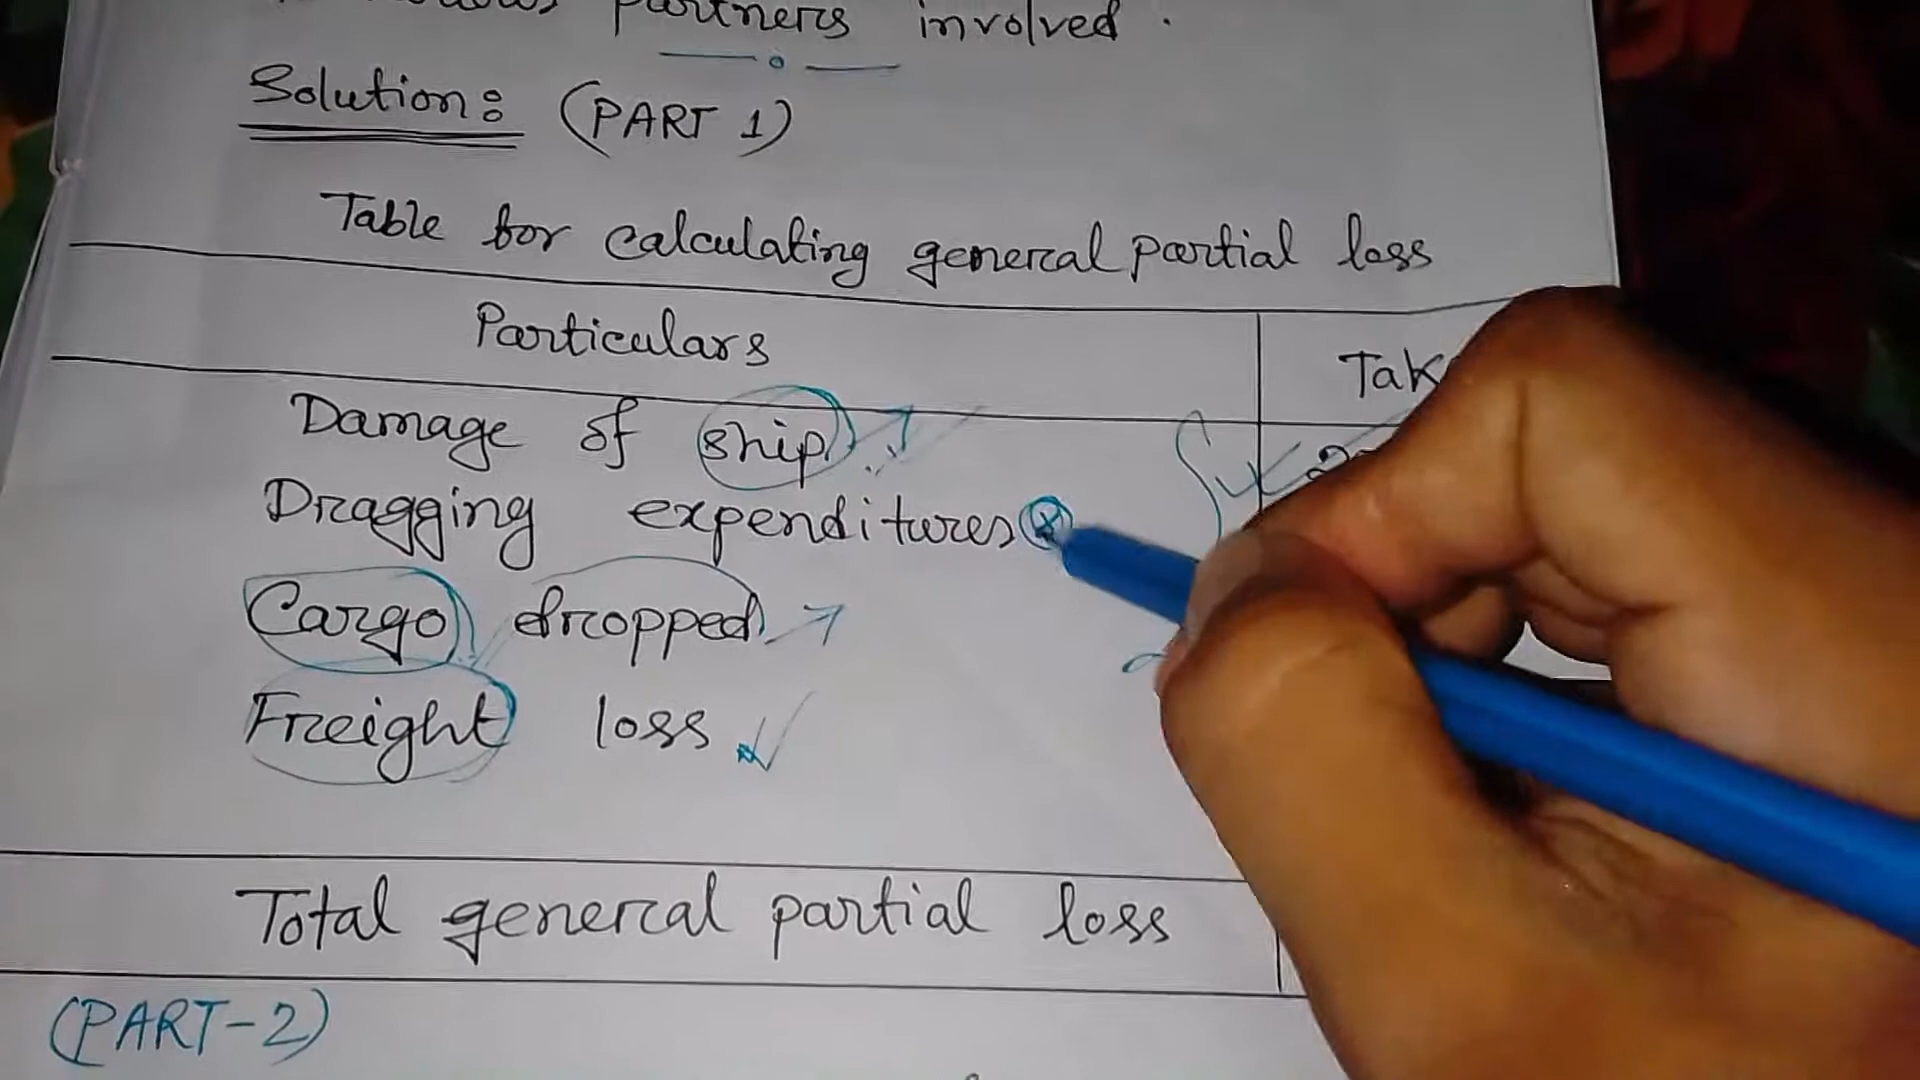 partners involved.
Solution: (PART 1)
Table for calculating general partial loss
Particulars
Damage of ship
Dragging expenditures
Cargo dropped
Freight loss
Total general partial loss
(PART-2)